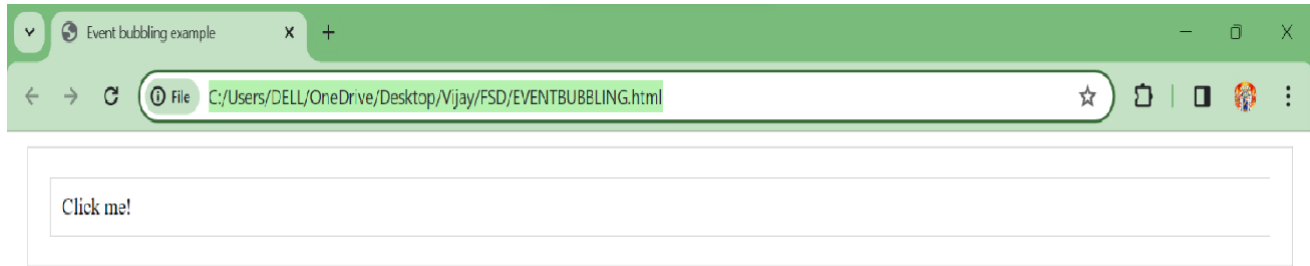 Event bubbling example
File C:/Users/DELL/OneDrive/Desktop/Vijay/FSD/EVENTBUBBLING.html
Click me!